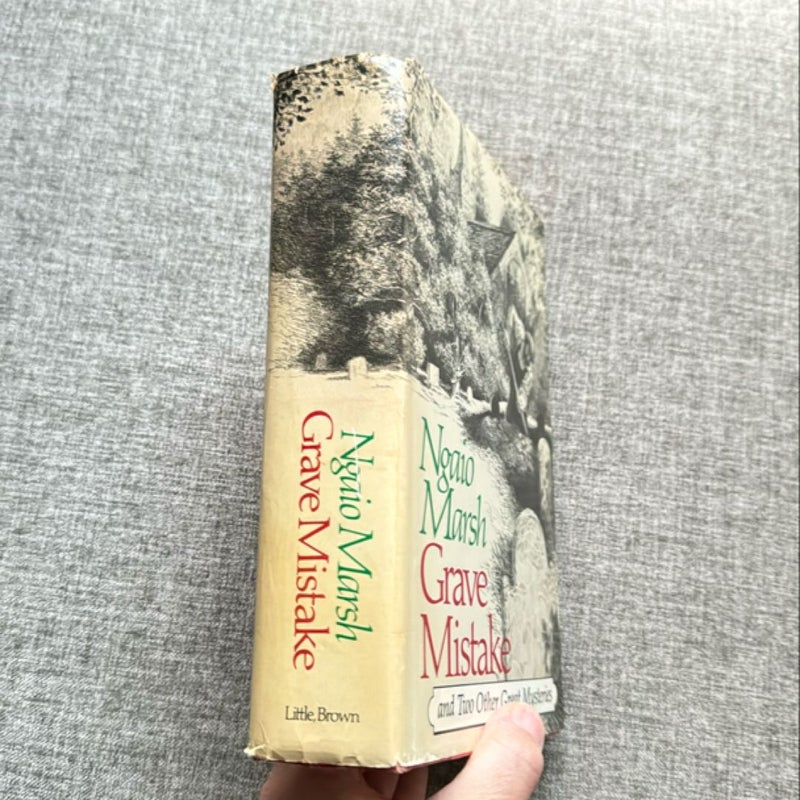 Ngaio Marsh
Grave Mistake
Little, Brown
Ngaio
Marsh
Grave
Mistake
and Two Other Great Mysteries